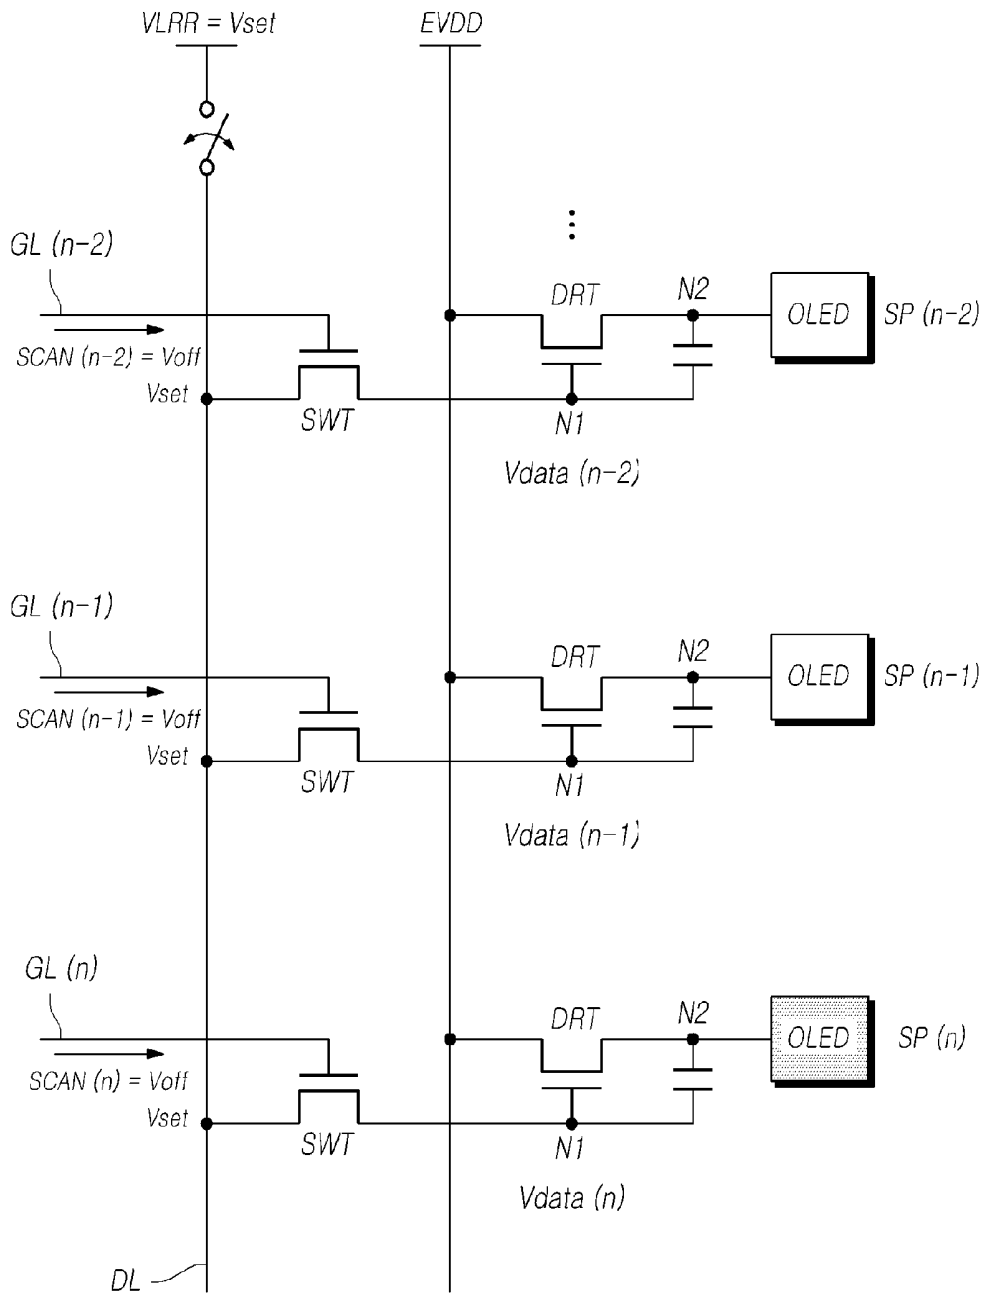 VLRR = Vset
EVDD
GL (n-2)
DRT
N2
OLED
SP (n-2)
SCAN (n-2) = Voff
Vset
SWT
N1
Vdata (n-2)
GL (n-1)
DRT
N2
OLED
SP (n-1)
SCAN (n-1) = Voff
Vset
SWT
N1
Vdata (n-1)
GL (n)
DRT
N2
OLED
SP (n)
SCAN (n) = Voff
Vset
SWT
N1
Vdata (n)
DL